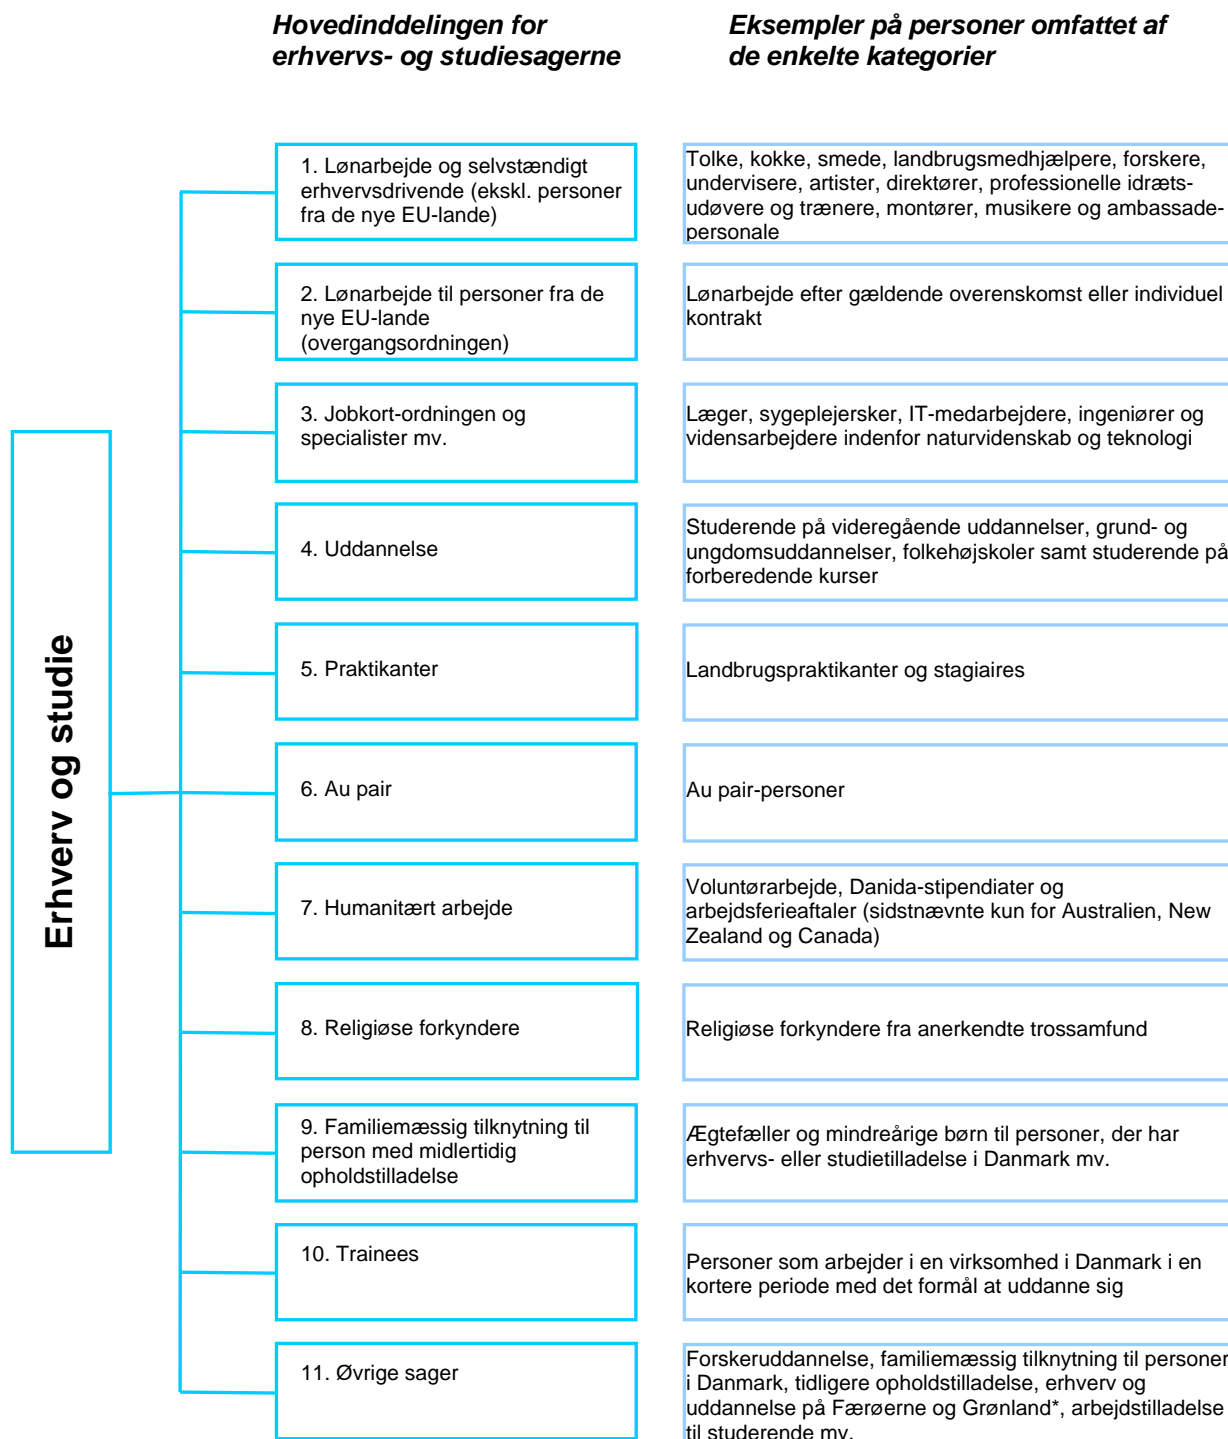 Hovedinddelingen for
erhvervs- og studiesagerne
Eksempler på personer omfattet af
de enkelte kategorier
Erhverv og studie
1. Lønarbejde og selvstændigt
erhvervsdrivende (ekskl. personer
fra de nye EU-lande)
Tolke, kokke, smede, landbrugsmedhjælpere, forskere,
undervisere, artister, direktører, professionelle idræts-
udøvere og trænere, montører, musikere og ambassade-
personale
2. Lønarbejde til personer fra de
nye EU-lande
(overgangsordningen)
Lønarbejde efter gældende overenskomst eller individuel
kontrakt
3. Jobkort-ordningen og
specialister mv.
Læger, sygeplejersker, IT-medarbejdere, ingeniører og
vidensarbejdere indenfor naturvidenskab og teknologi
4. Uddannelse
Studerende på videregående uddannelser, grund- og
ungdomsuddannelser, folkehøjskoler samt studerende på
forberedende kurser
5. Praktikanter
Landbrugspraktikanter og stagiaires
6. Au pair
Au pair-personer
7. Humanitært arbejde
Voluntørarbejde, Danida-stipendiater og
arbejdsferieaftaler (sidstnævnte kun for Australien, New
Zealand og Canada)
8. Religiøse forkyndere
Religiøse forkyndere fra anerkendte trossamfund
9. Familiemæssig tilknytning til
person med midlertidig
opholdstilladelse
Ægtefæller og mindreårige børn til personer, der har
erhvervs- eller studietilladelse i Danmark mv.
10. Trainees
Personer som arbejder i en virksomhed i Danmark i en
kortere periode med det formål at uddanne sig
11. Øvrige sager
Forskeruddannelse, familiemæssig tilknytning til personer
i Danmark, tidligere opholdstilladelse, erhverv og
uddannelse på Færøerne og Grønland*, arbejdstilladelse
til studerende mv.